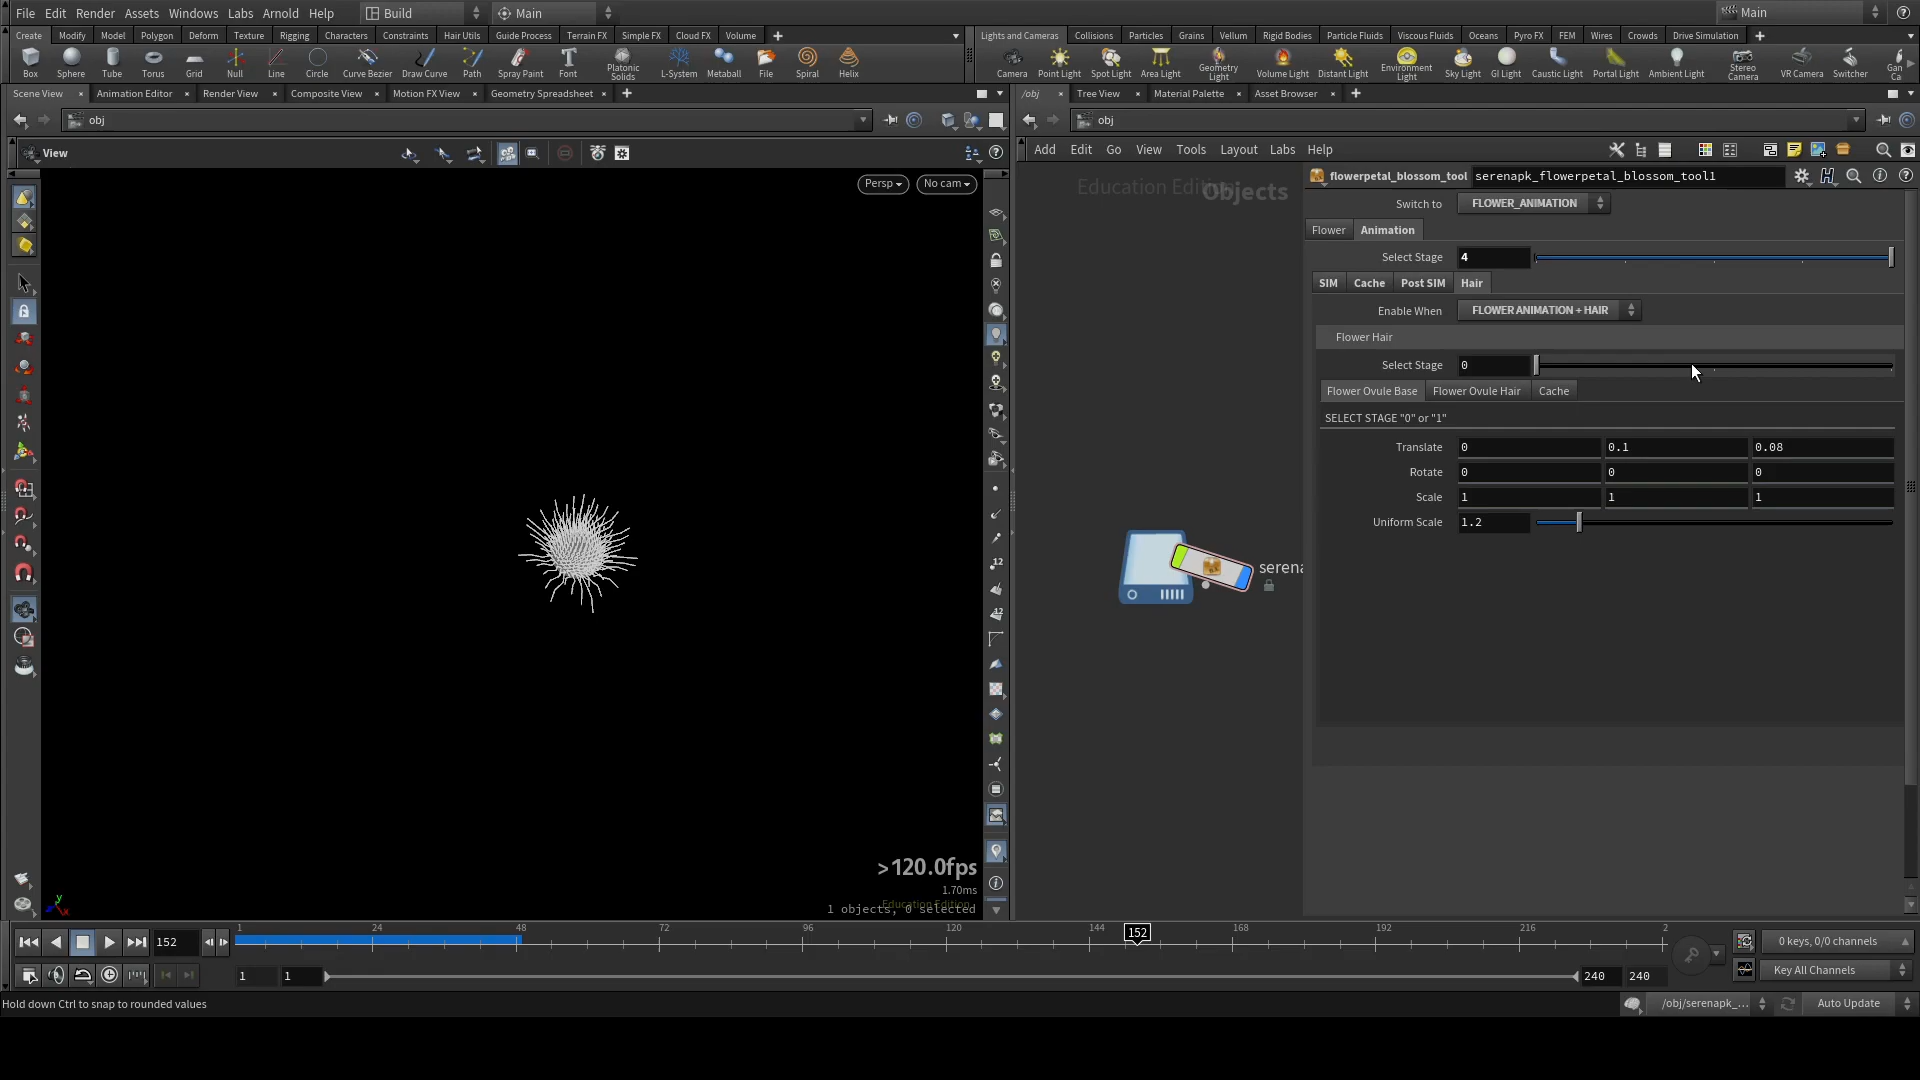 File Edit Render Assets Windows Labs Arnold Help Build Main Main
Create Modify Model Polygon Deform Texture Rigging Characters Constraints Hair Utils Guide Process Terrain FX Simple FX Cloud FX Volume
Lights and Cameras Collisions Particles Grains Vellum Rigid Bodies Particle Fluids Viscous Fluids Oceans Pyro FX FEM Wires Crowds Drive Simulation
Box Sphere Tube Torus Grid Null Line Circle Curve Bezier Draw Curve Path Spray Paint Font Platonic Solids L-System Metaball File Spiral Helix
Camera Point Light Spot Light Area Light Geometry Light Volume Light Distant Light Environment Light Sky Light GI Light Caustic Light Portal Light Ambient Light Stereo Camera VR Camera Switcher Gan Ca
Scene View Animation Editor Render View Composite View Motion FX View Geometry Spreadsheet
/obj Tree View Material Palette Asset Browser
obj
obj
View
Add Edit Go View Tools Layout Labs Help
Persp No cam
Education Edition Objects
flowerpetal_blossom_tool serenapk_flowerpetal_blossom_tool1
Switch to FLOWER_ANIMATION
Flower Animation
Select Stage 4
SIM Cache Post SIM Hair
Enable When FLOWER ANIMATION + HAIR
Flower Hair
Select Stage 0
Flower Ovule Base Flower Ovule Hair Cache
SELECT STAGE "0" or "1"
Translate 0 0.1 0.08
Rotate 0 0 0
Scale 1 1 1
Uniform Scale 1.2
12
12
serena
>120.0fps
1.70ms
Education Edition
1 objects, 0 selected
y
x
152 1 24 48 72 96 120 144 152 168 192 216 2
0 keys, 0/0 channels
1 1 240 240
Key All Channels
Hold down Ctrl to snap to rounded values
/obj/serenapk_... Auto Update